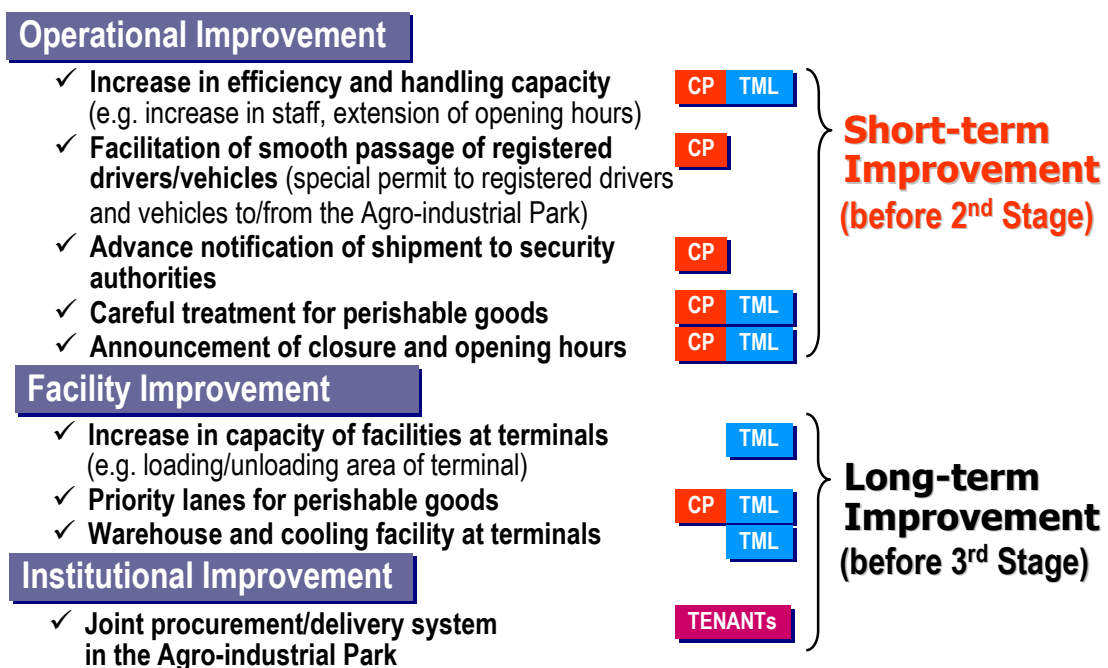 Operational Improvement
✓ Increase in efficiency and handling capacity
(e.g. increase in staff, extension of opening hours)
CP TML
✓ Facilitation of smooth passage of registered
drivers/vehicles (special permit to registered drivers
and vehicles to/from the Agro-industrial Park)
CP
✓ Advance notification of shipment to security
authorities
CP
✓ Careful treatment for perishable goods
CP TML
✓ Announcement of closure and opening hours
CP TML
Short-term
Improvement
(before 2nd Stage)
Facility Improvement
✓ Increase in capacity of facilities at terminals
(e.g. loading/unloading area of terminal)
TML
✓ Priority lanes for perishable goods
CP TML
✓ Warehouse and cooling facility at terminals
TML
Institutional Improvement
✓ Joint procurement/delivery system
in the Agro-industrial Park
TENANTs
Long-term
Improvement
(before 3rd Stage)